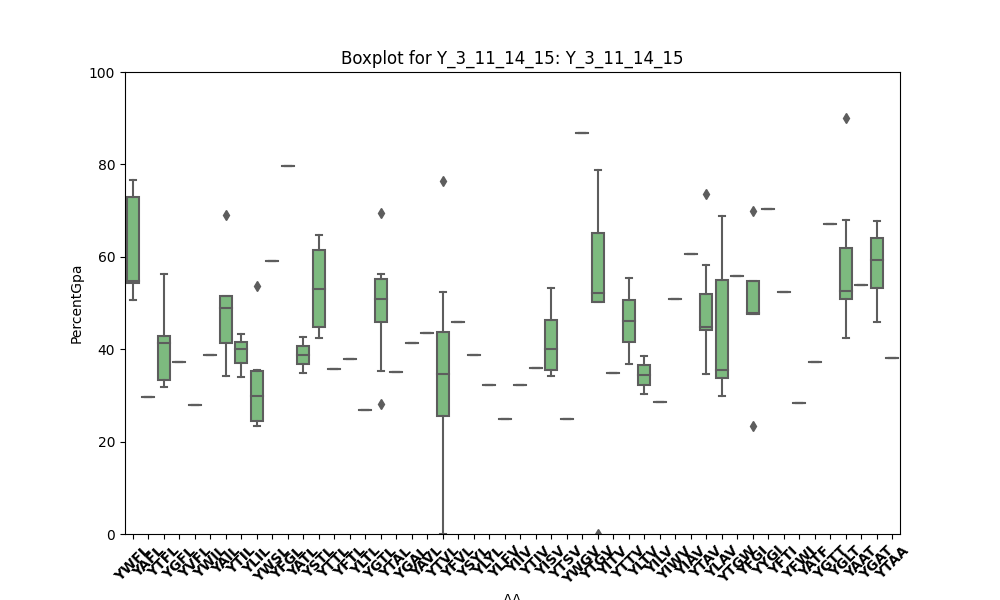 Boxplot for Y_3_11_14_15: Y_3_11_14_15
PercentGpa
100
80
60
40
20
0
YWFL YAFL YTFL YGFL YVFL YWIL YAIL YTIL YLIL YWSL YFGL YATL YSTL YTTL YFTL YLTL YGTL YTAL YGAL YAVL YTVL YFVL YSVL YLYL YLFV YIIV YTIV YISV YTSV YWGV YTGV YITV YTTV YLTV YILV YIWV YIAV YTAV YLAV YTGW YFGI YYGI YFTI YFWI YATF YGTT YGLT YAAT YGAT YTAA
AA